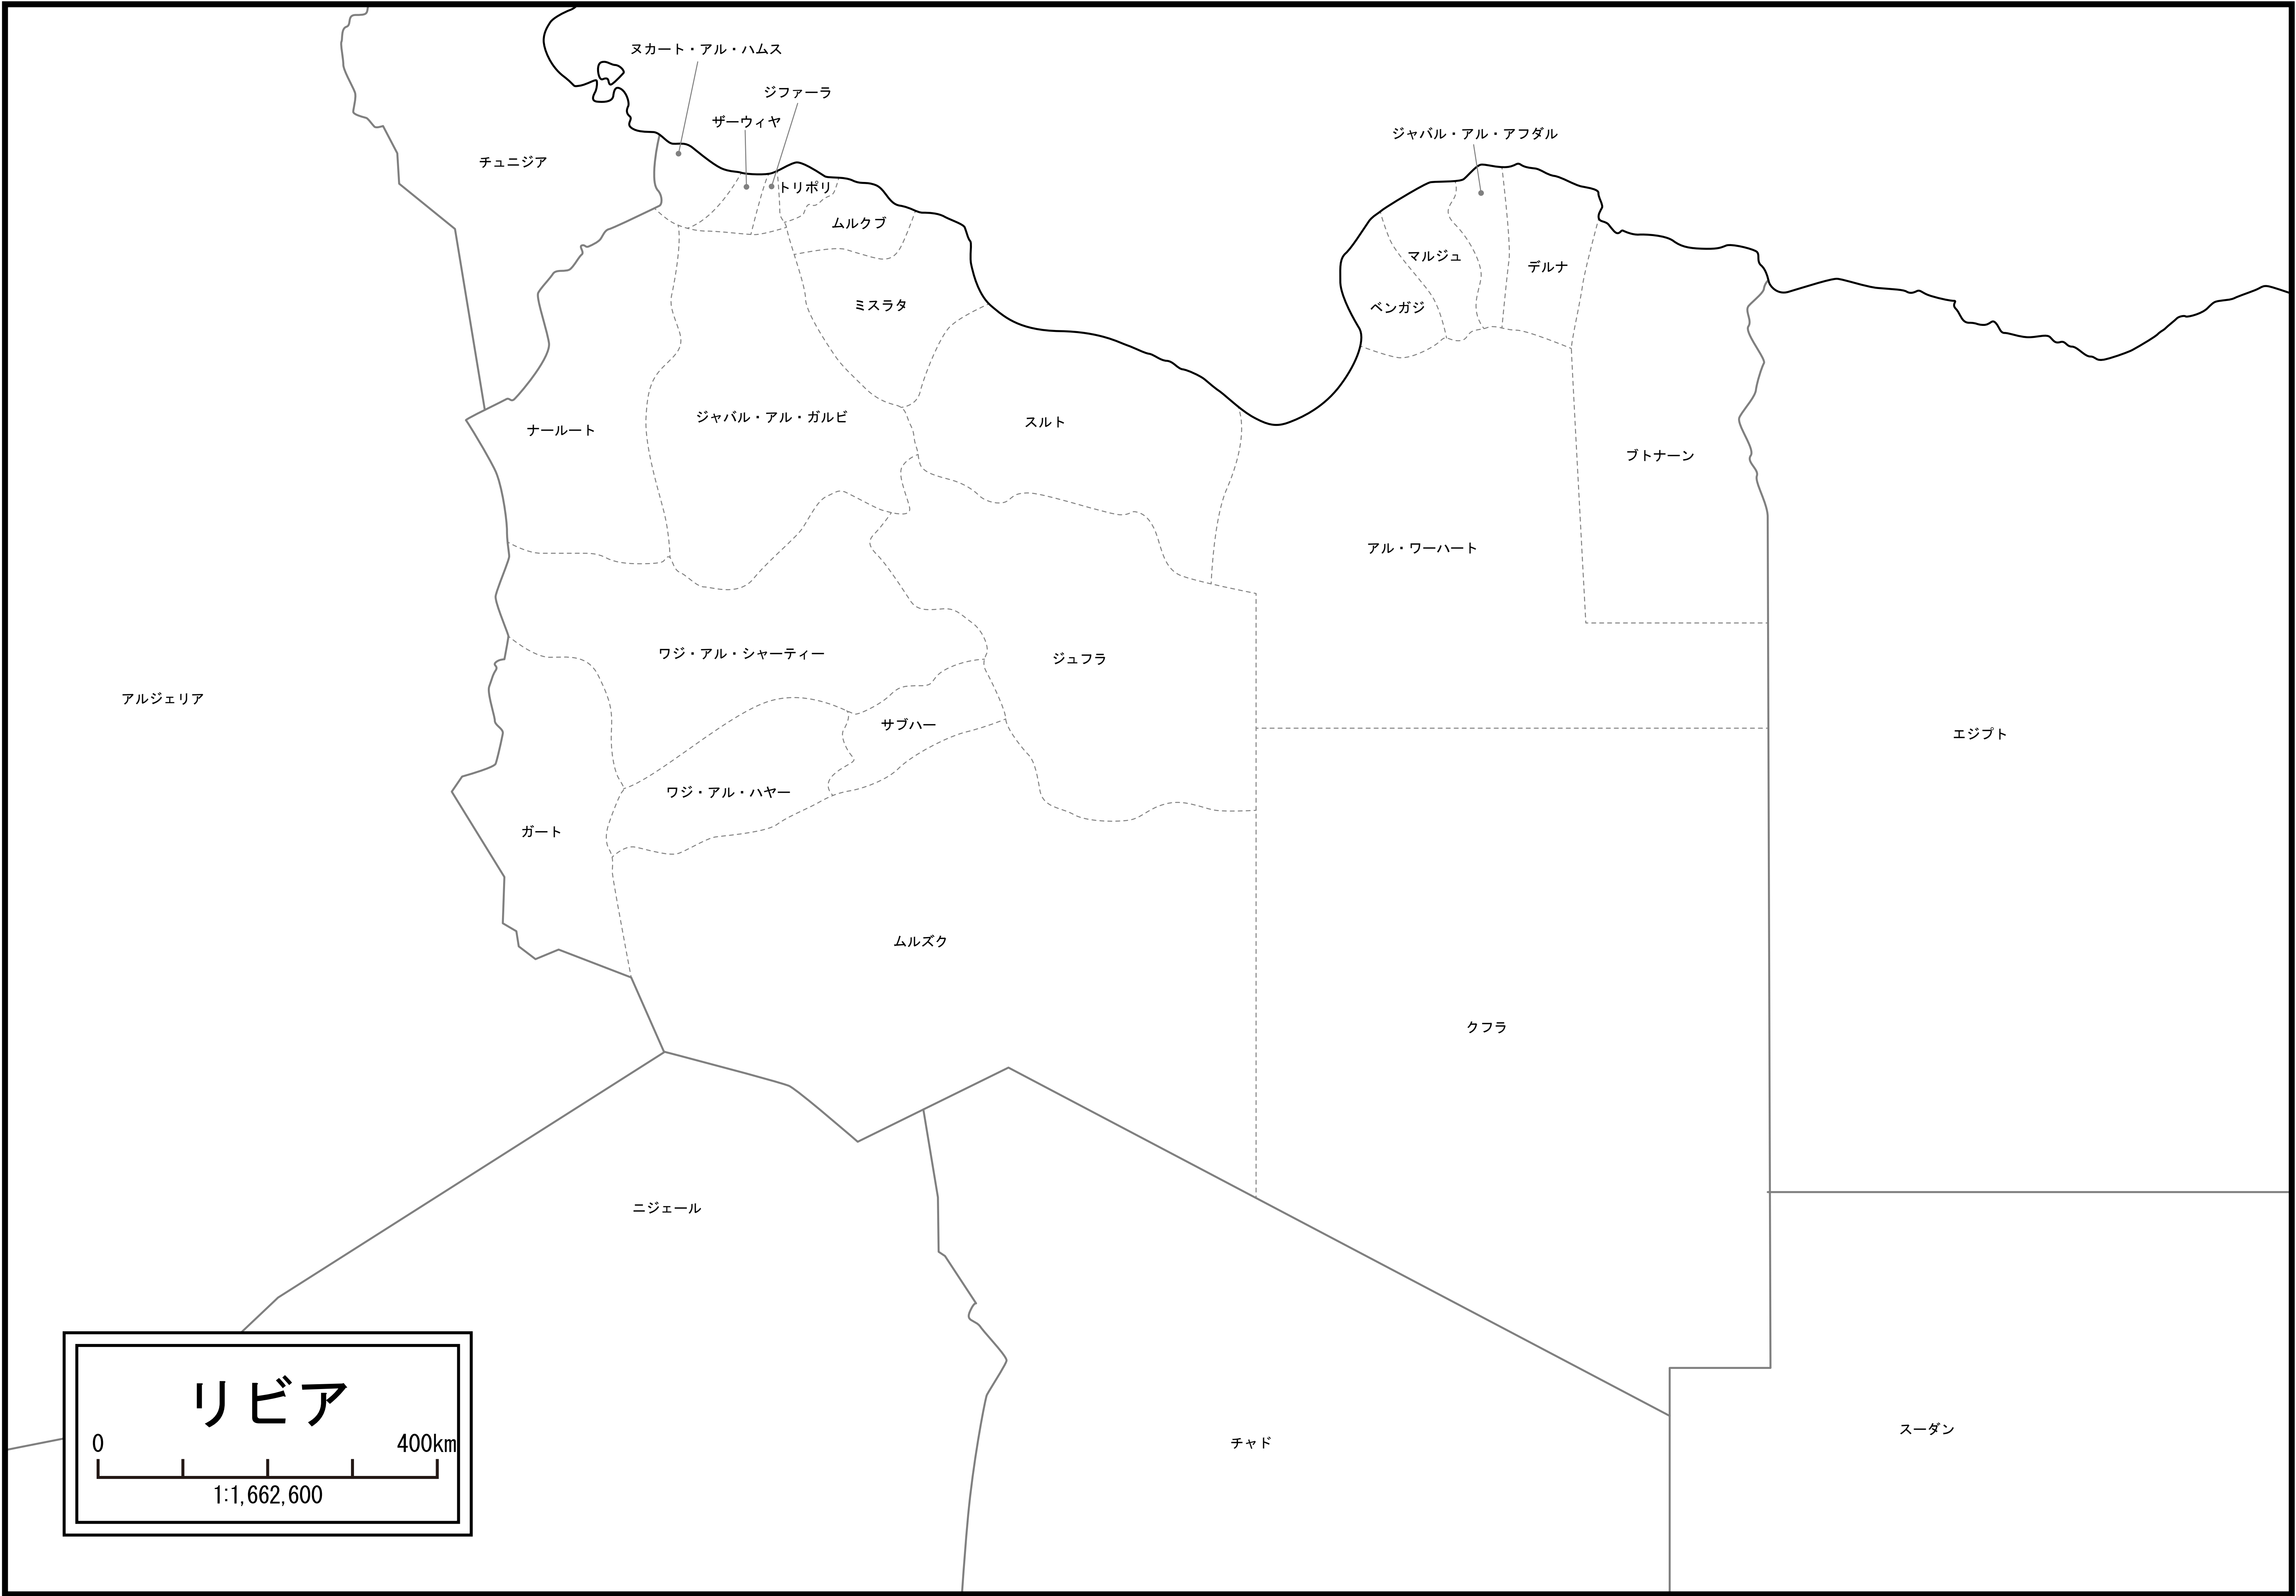 ヌカート・アル・ハムス
ジファーラ
ザーウィヤ
ジャバル・アル・アフダル
チュニジア
トリポリ
ムルクブ
マルジュ
デルナ
ミスラタ
ベンガジ
ナールート
ジャバル・アル・ガルビ
スルト
ブトナーン
アル・ワーハート
ワジ・アル・シャーティー
ジュフラ
アルジェリア
サブハー
エジプト
ワジ・アル・ハヤー
ガート
ムルズク
クフラ
ニジェール
チャド
スーダン
リビア
0 400km
1:1,662,600